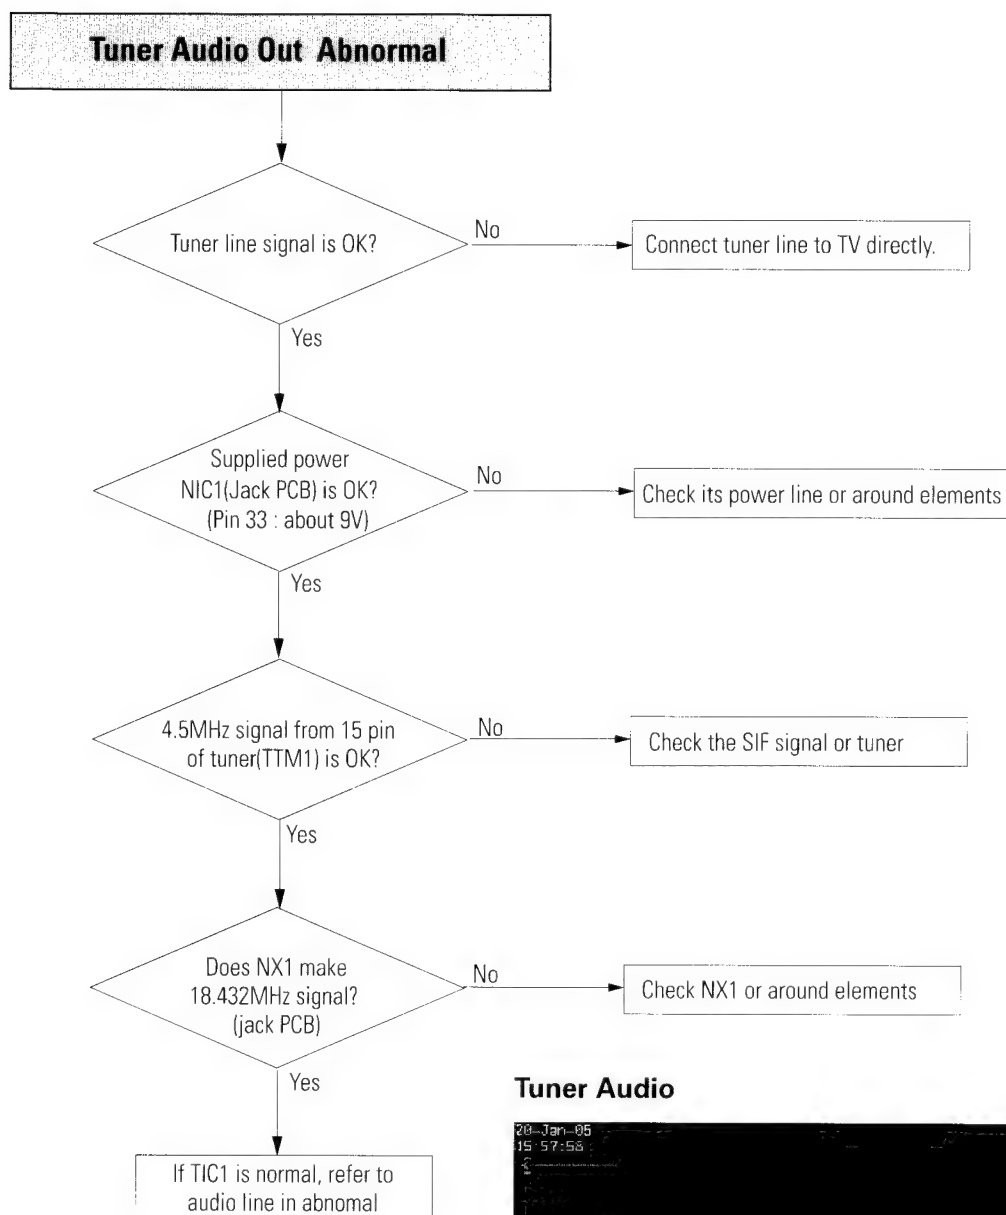 Tuner Audio Out Abnormal
Tuner line signal is OK?
No
Connect tuner line to TV directly.
Yes
Supplied power
NIC1(Jack PCB) is OK?
(Pin 33 : about 9V)
No
Check its power line or around elements
Yes
4.5MHz signal from 15 pin
of tuner(TTM1) is OK?
No
Check the SIF signal or tuner
Yes
Does NX1 make
18.432MHz signal?
(jack PCB)
No
Check NX1 or around elements
Yes
If TIC1 is normal, refer to
audio line in abnomal
Tuner Audio
20-Jan-05
15:57:58